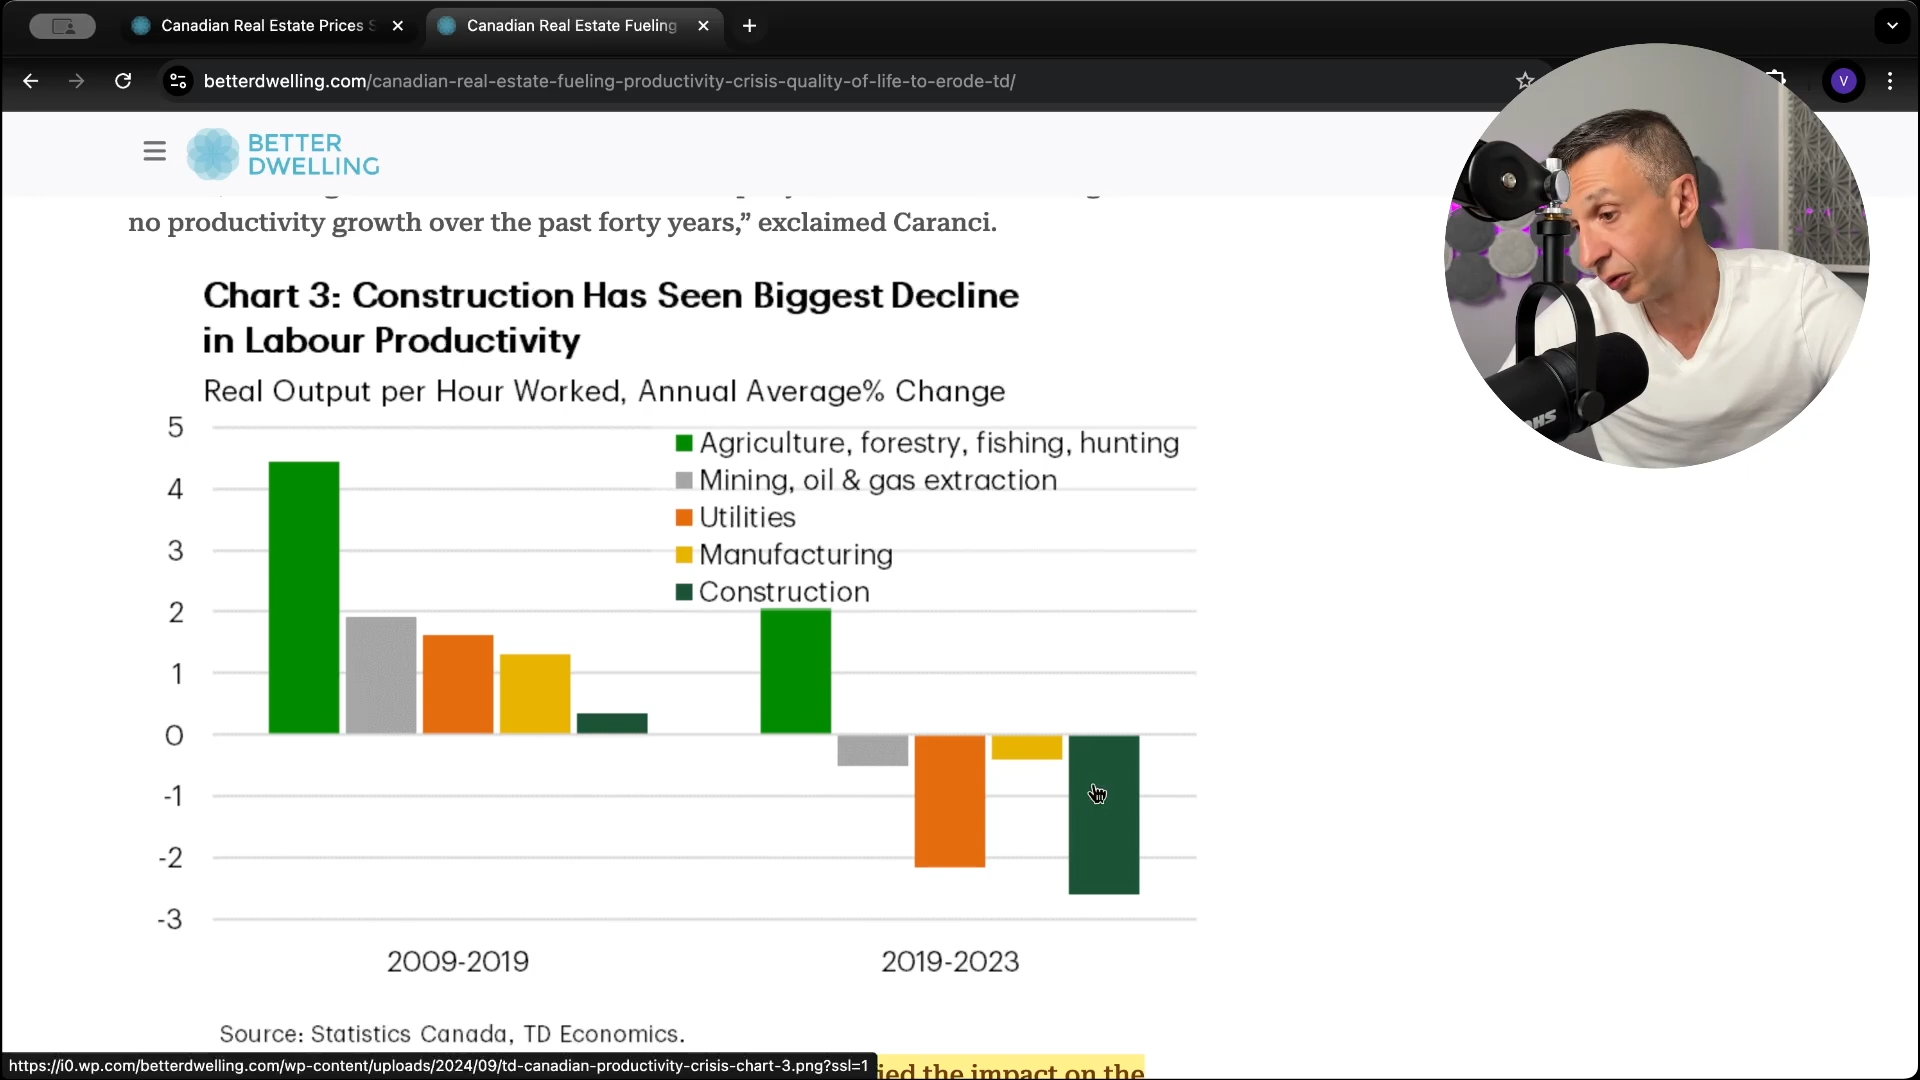 Canadian Real Estate Prices S
Canadian Real Estate Fueling
betterdwelling.com/canadian-real-estate-fueling-productivity-crisis-quality-of-life-to-erode-td/
V
BETTER
DWELLING
no productivity growth over the past forty years,” exclaimed Caranci.
Chart 3: Construction Has Seen Biggest Decline
in Labour Productivity
Real Output per Hour Worked, Annual Average% Change
5
4
3
2
1
0
-1
-2
-3
Agriculture, forestry, fishing, hunting
Mining, oil & gas extraction
Utilities
Manufacturing
Construction
2009-2019
2019-2023
Source: Statistics Canada, TD Economics.
https://i0.wp.com/betterdwelling.com/wp-content/uploads/2024/09/td-canadian-productivity-crisis-chart-3.png?ssl=1
ied the impact on the